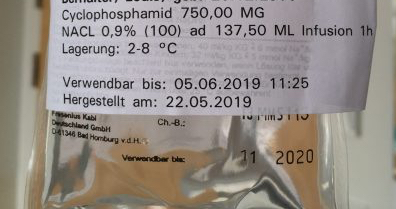 Cyclophosphamid 750,00 MG
NACL 0,9% (100) ad 137,50 ML Infusion 1h
Lagerung: 2-8 °C
Verwendbar bis: 05.06.2019 11:25
Hergestellt am: 22.05.2019
Fresenius Kabi
Deutschland GmbH
D-61346 Bad Homburg v.d.H.
Ch.-B.:
Verwendbar bis:
11 2020